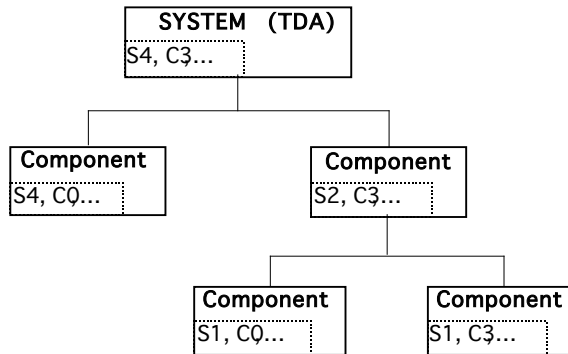 SYSTEM (TDA)
S4, C3,...
Component
S4, C0,...
Component
S2, C3,...
Component
S1, C0,...
Component
S1, C3,...